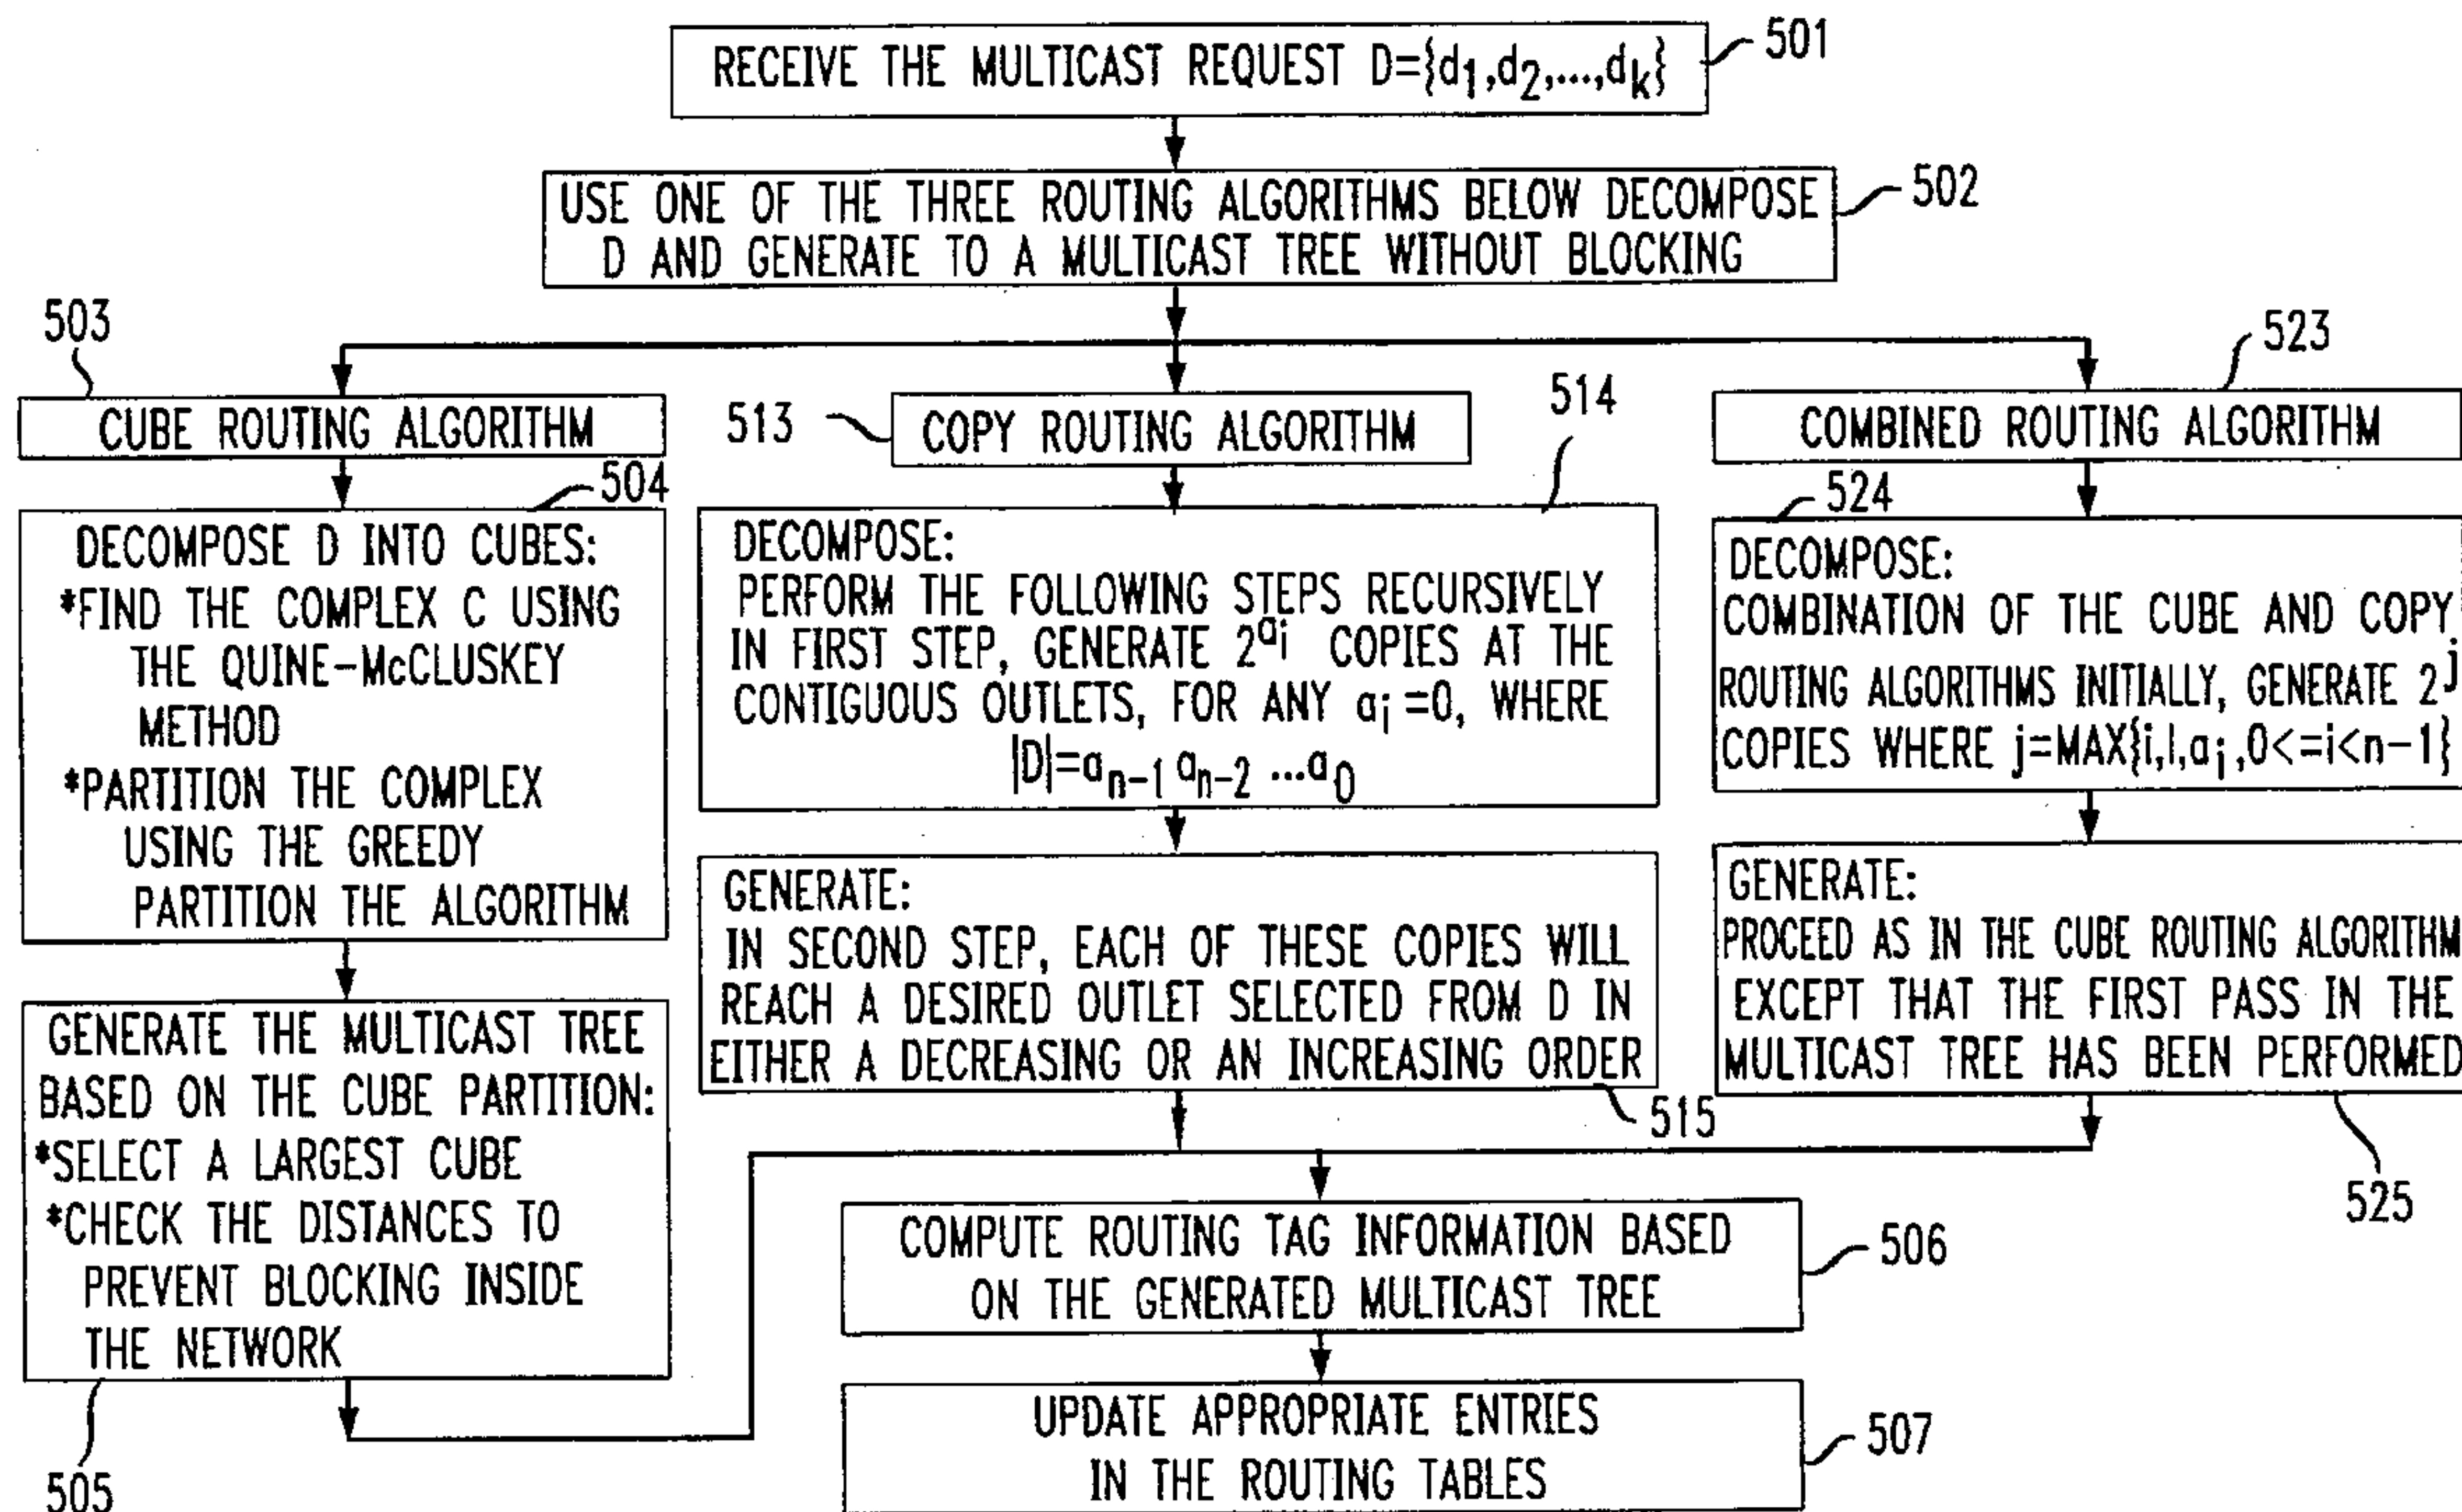 RECEIVE THE MULTICAST REQUEST D={d1,d2,...,dk}
501
USE ONE OF THE THREE ROUTING ALGORITHMS BELOW DECOMPOSE
D AND GENERATE TO A MULTICAST TREE WITHOUT BLOCKING
502
503
CUBE ROUTING ALGORITHM
504
DECOMPOSE D INTO CUBES:
*FIND THE COMPLEX C USING
THE QUINE-McCLUSKEY
METHOD
*PARTITION THE COMPLEX
USING THE GREEDY
PARTITION THE ALGORITHM
GENERATE THE MULTICAST TREE
BASED ON THE CUBE PARTITION:
*SELECT A LARGEST CUBE
*CHECK THE DISTANCES TO
PREVENT BLOCKING INSIDE
THE NETWORK
505
513
COPY ROUTING ALGORITHM
514
DECOMPOSE:
PERFORM THE FOLLOWING STEPS RECURSIVELY
IN FIRST STEP, GENERATE 2^ai COPIES AT THE
CONTIGUOUS OUTLETS, FOR ANY ai =0, WHERE
|D|=an-1 an-2 ...a0
GENERATE:
IN SECOND STEP, EACH OF THESE COPIES WILL
REACH A DESIRED OUTLET SELECTED FROM D IN
EITHER A DECREASING OR AN INCREASING ORDER
515
523
COMBINED ROUTING ALGORITHM
524
DECOMPOSE:
COMBINATION OF THE CUBE AND COPY
ROUTING ALGORITHMS INITIALLY, GENERATE 2^j
COPIES WHERE j=MAX{i,l,ai,0<=i<n-1}
GENERATE:
PROCEED AS IN THE CUBE ROUTING ALGORITHM
EXCEPT THAT THE FIRST PASS IN THE
MULTICAST TREE HAS BEEN PERFORMED
525
COMPUTE ROUTING TAG INFORMATION BASED
ON THE GENERATED MULTICAST TREE
506
UPDATE APPROPRIATE ENTRIES
IN THE ROUTING TABLES
507